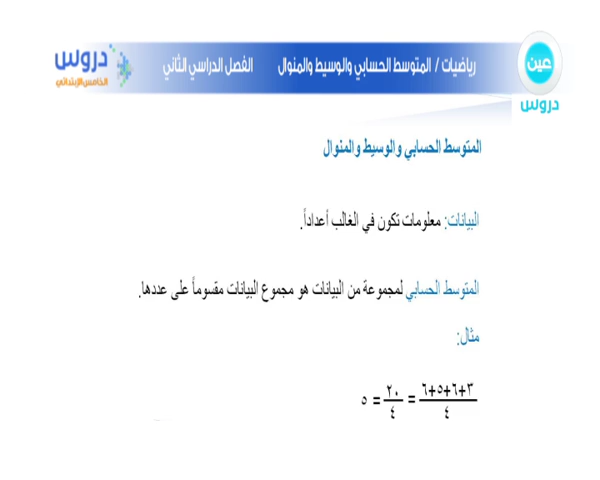 عين
دروس
رياضيات / المتوسط الحسابي والوسيط والمنوال الفصل الدراسي الثاني
دروس
الخامس الإبتدائي
المتوسط الحسابي والوسيط والمنوال
البيانات: معلومات تكون في الغالب أعداداً.
المتوسط الحسابي لمجموعة من البيانات هو مجموع البيانات مقسوماً على عددها.
مثال:
٣+٦+٥+٦ / ٤ = ٢٠ / ٤ = ٥